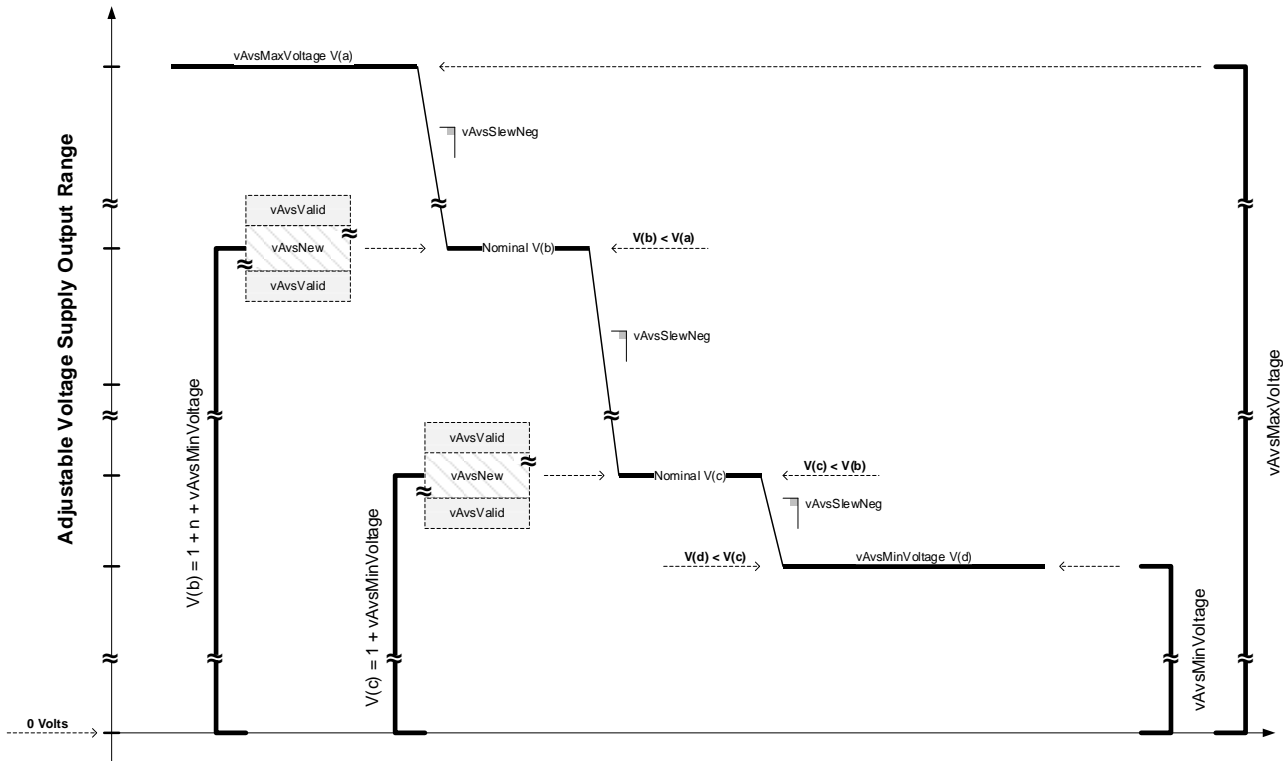 vAvsMaxVoltage V(a)
vAvsSlewNeg
Adjustable Voltage Supply Output Range
vAvsValid
vAvsNew
vAvsValid
Nominal V(b)
V(b) < V(a)
vAvsSlewNeg
V(b) = 1 + n + vAvsMinVoltage
vAvsValid
vAvsNew
vAvsValid
Nominal V(c)
V(c) < V(b)
vAvsSlewNeg
V(c) = 1 + vAvsMinVoltage
V(d) < V(c)
vAvsMinVoltage V(d)
vAvsMinVoltage
vAvsMaxVoltage
0 Volts